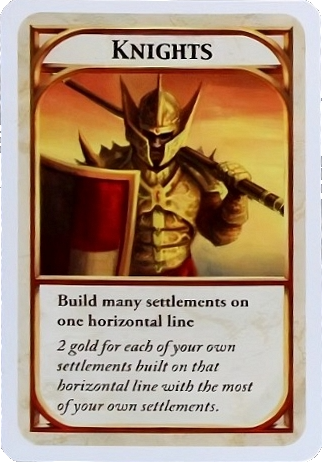 KNIGHTS
Build many settlements on
one horizontal line
2 gold for each of your own
settlements built on that
horizontal line with the most
of your own settlements.